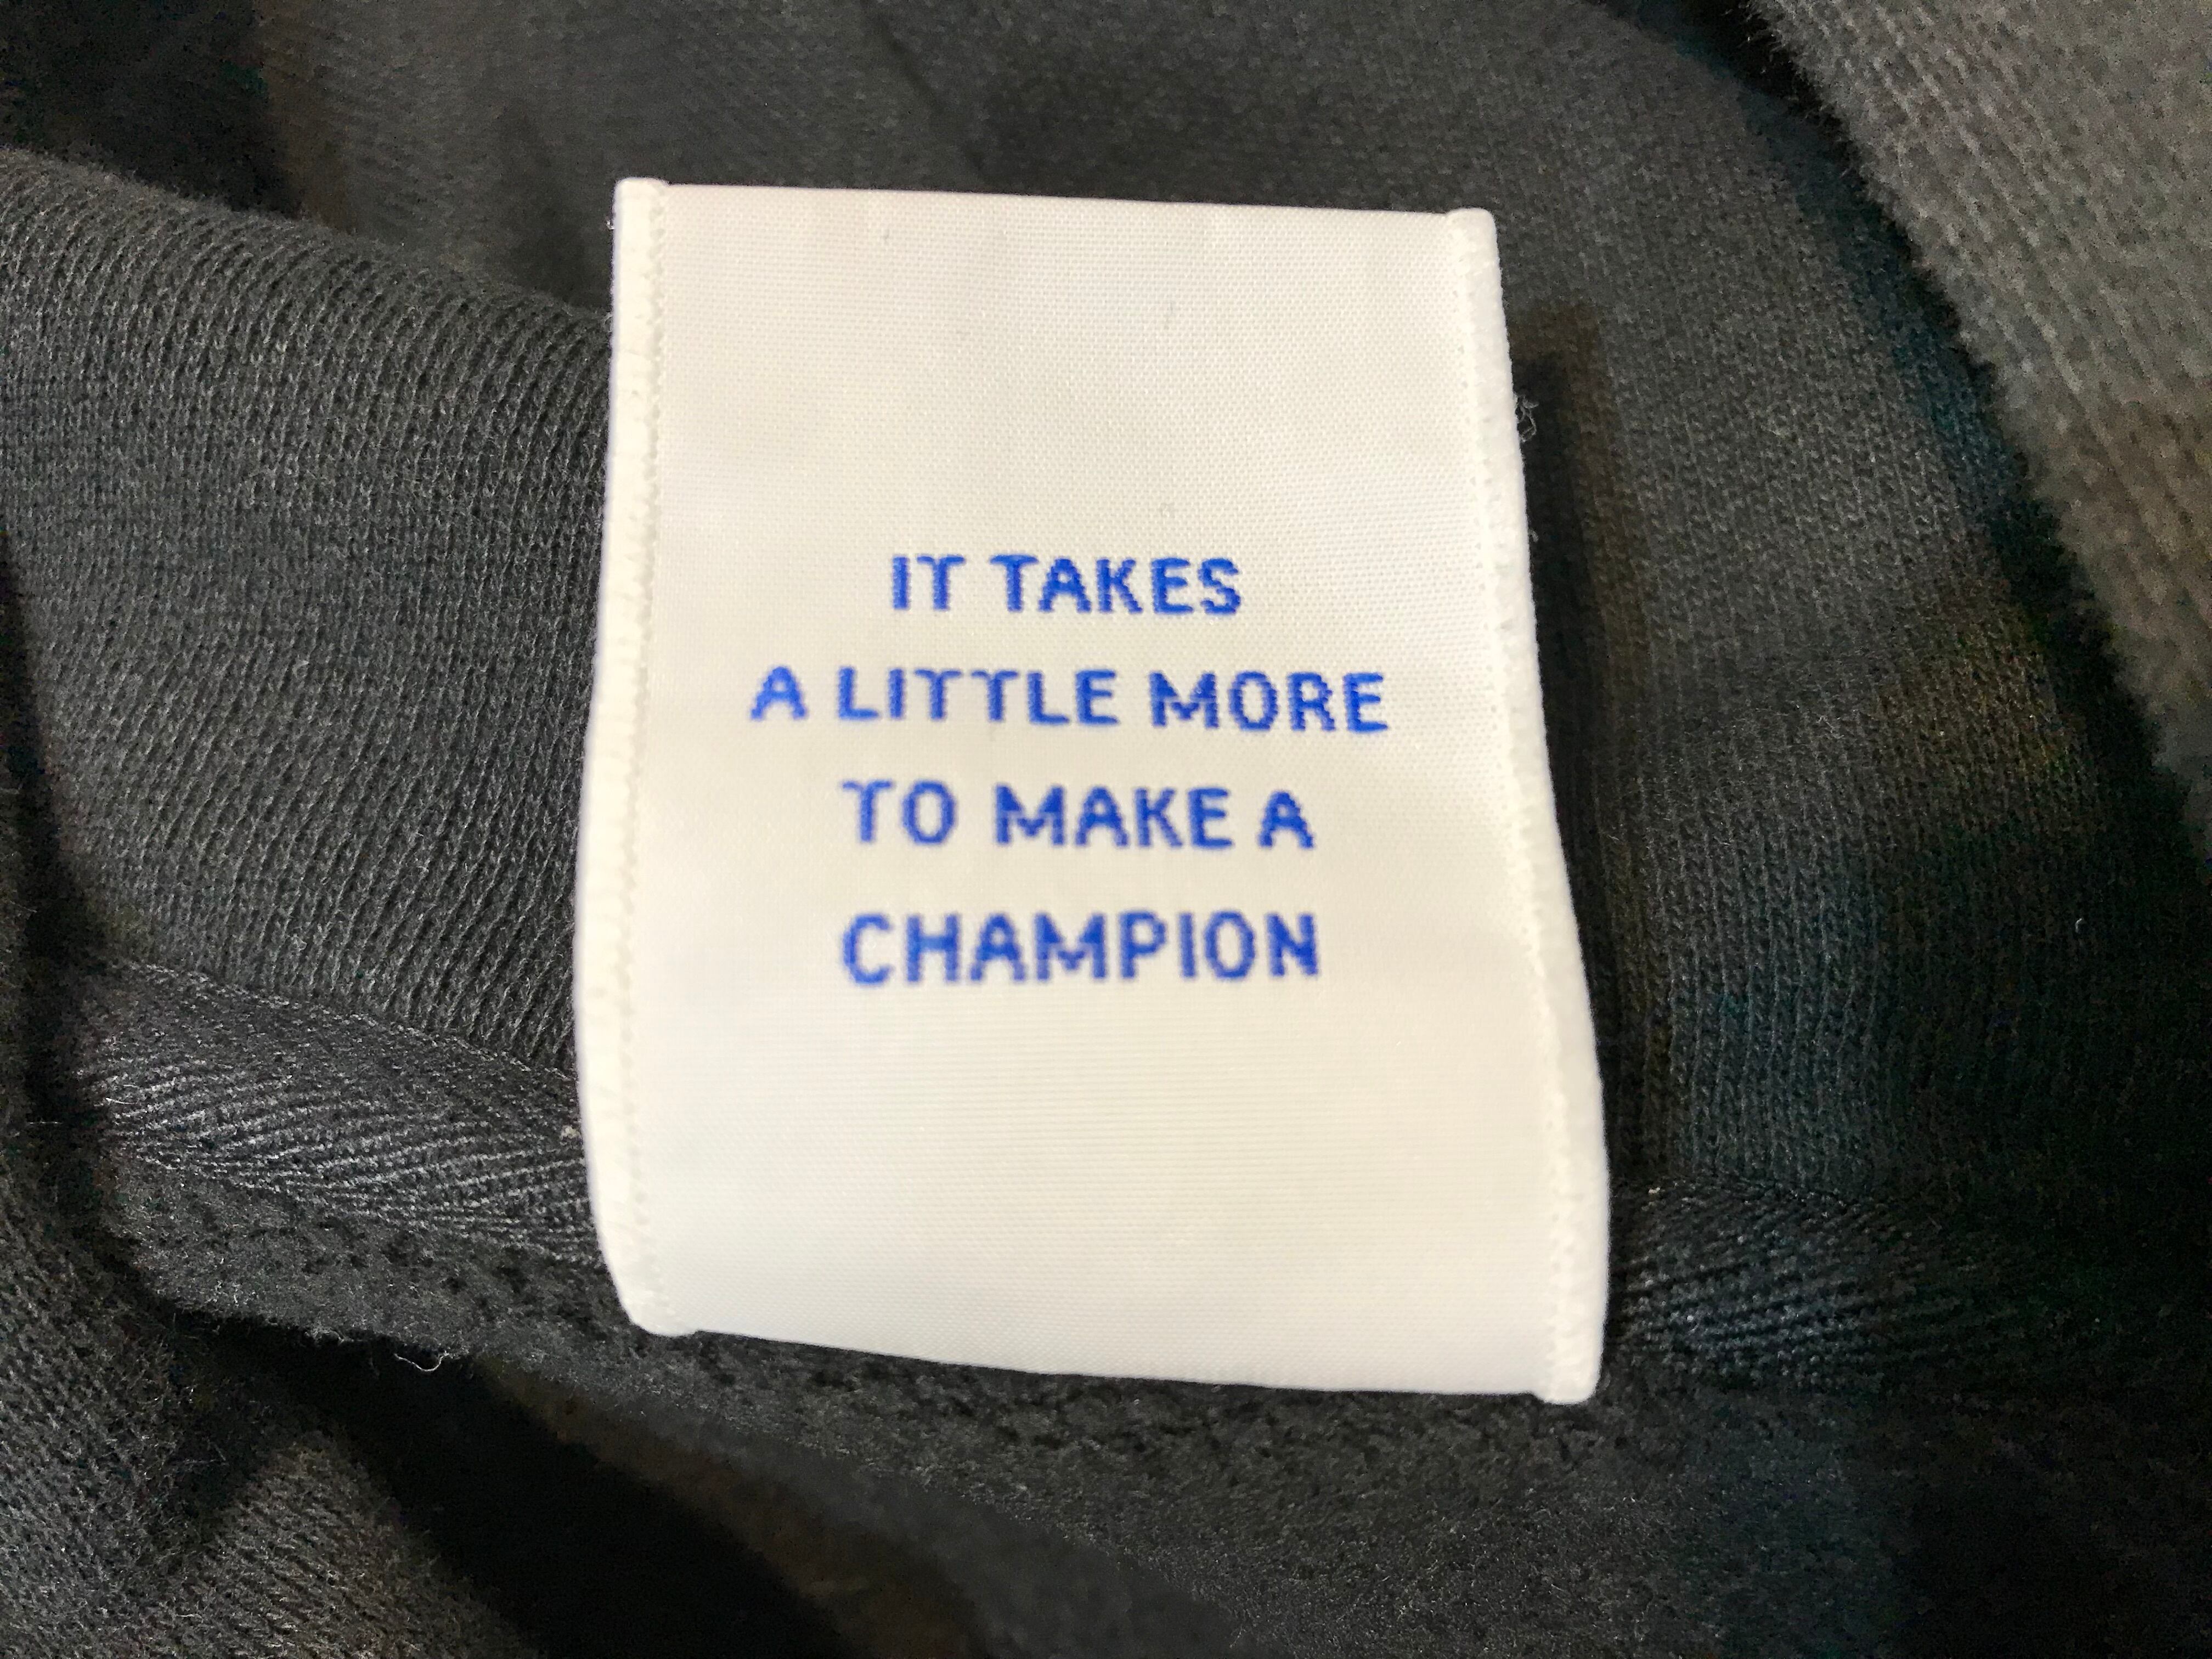 IT TAKES
A LITTLE MORE
TO MAKE A
CHAMPION